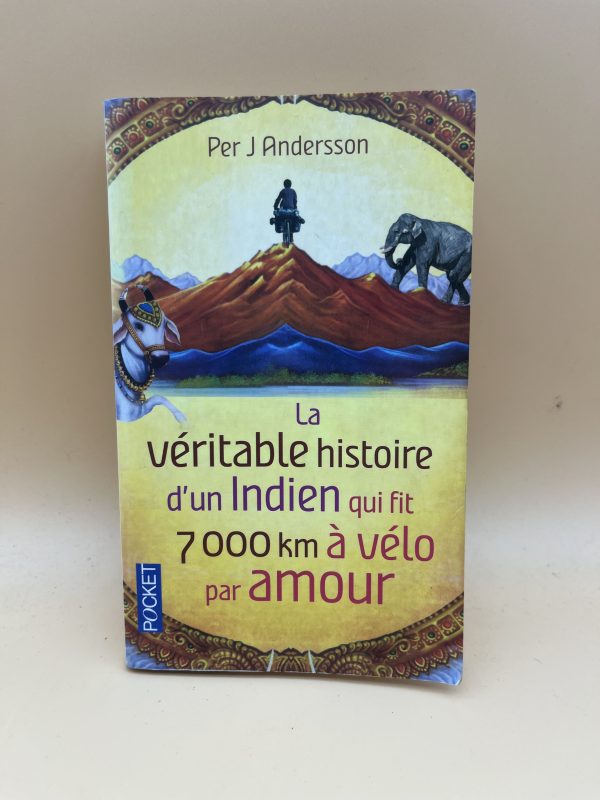 Per J Andersson
La
véritable histoire
d'un Indien qui fit
7 000 km à vélo
par amour
POCKET